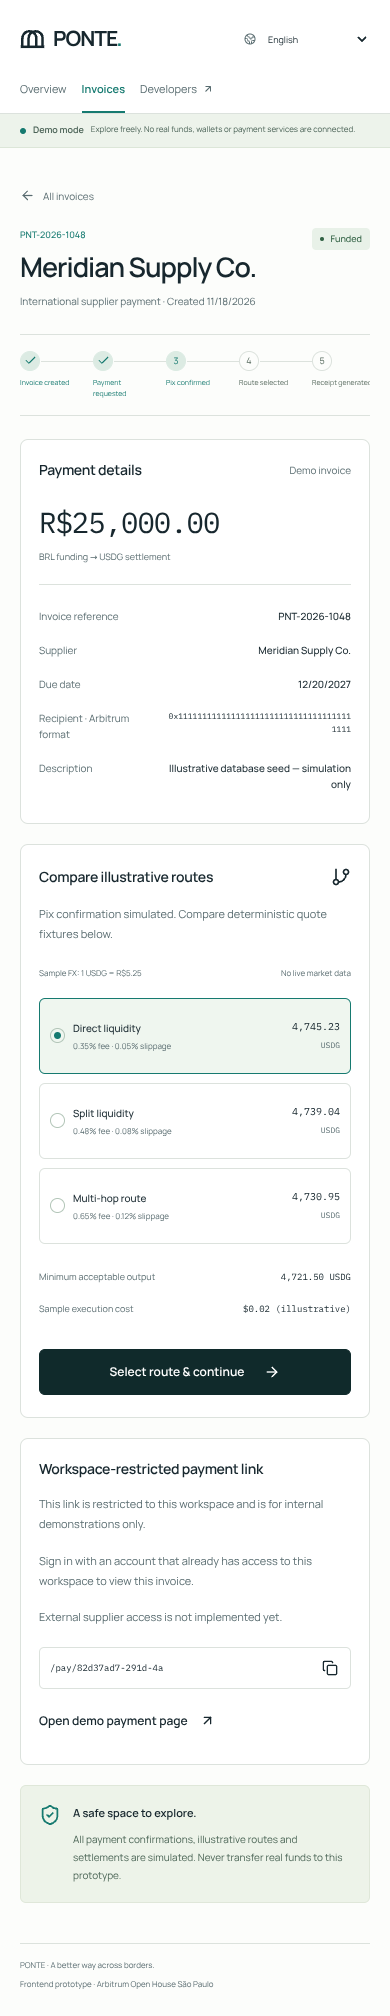 PONTE.
English
Overview Invoices Developers
Demo mode Explore freely. No real funds, wallets or payment services are connected.
All invoices
PNT-2026-1048
Funded
Meridian Supply Co.
International supplier payment · Created 11/18/2026
3 4 5
Invoice created Payment requested Pix confirmed Route selected Receipt generated
Payment details Demo invoice
R$25,000.00
BRL funding → USDG settlement
Invoice reference PNT-2026-1048
Supplier Meridian Supply Co.
Due date 12/20/2027
Recipient · Arbitrum format
0x111111111111111111111111111111111111
1111
Description Illustrative database seed — simulation
only
Compare illustrative routes
Pix confirmation simulated. Compare deterministic quote
fixtures below.
Sample FX: 1 USDG = R$5.25 No live market data
Direct liquidity 4,745.23
0.35% fee · 0.05% slippage USDG
Split liquidity 4,739.04
0.48% fee · 0.08% slippage USDG
Multi-hop route 4,730.95
0.65% fee · 0.12% slippage USDG
Minimum acceptable output 4,721.50 USDG
Sample execution cost $0.02 (illustrative)
Select route & continue
Workspace-restricted payment link
This link is restricted to this workspace and is for internal
demonstrations only.
Sign in with an account that already has access to this
workspace to view this invoice.
External supplier access is not implemented yet.
/pay/82d37ad7-291d-4a
Open demo payment page
A safe space to explore.
All payment confirmations, illustrative routes and
settlements are simulated. Never transfer real funds to this
prototype.
PONTE · A better way across borders.
Frontend prototype · Arbitrum Open House São Paulo